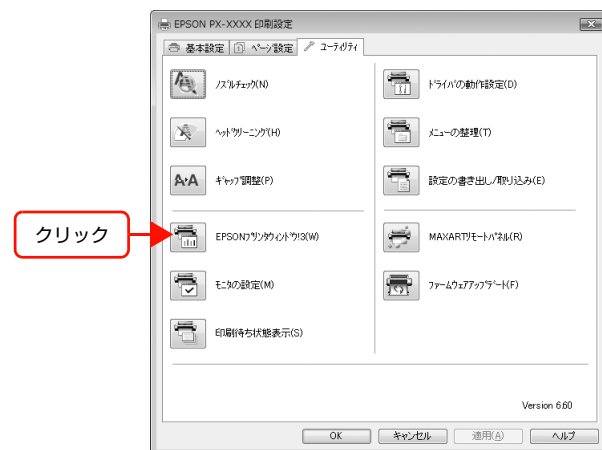 EPSON PX-XXXX 印刷設定
基本設定 ページ設定 ユーティリティ
ノズルチェック(N)
ドライバの動作設定(D)
ヘッドクリーニング(H)
メニューの整理(T)
ギャップ調整(P)
設定の書き出し/取り込み(E)
クリック
EPSONプリンタウィンドウ!3(W)
MAXARTリモートパネル(R)
モニタの設定(M)
ファームウェアアップデート(F)
印刷待ち状態表示(S)
Version 6.60
OK キャンセル 適用(A) ヘルプ